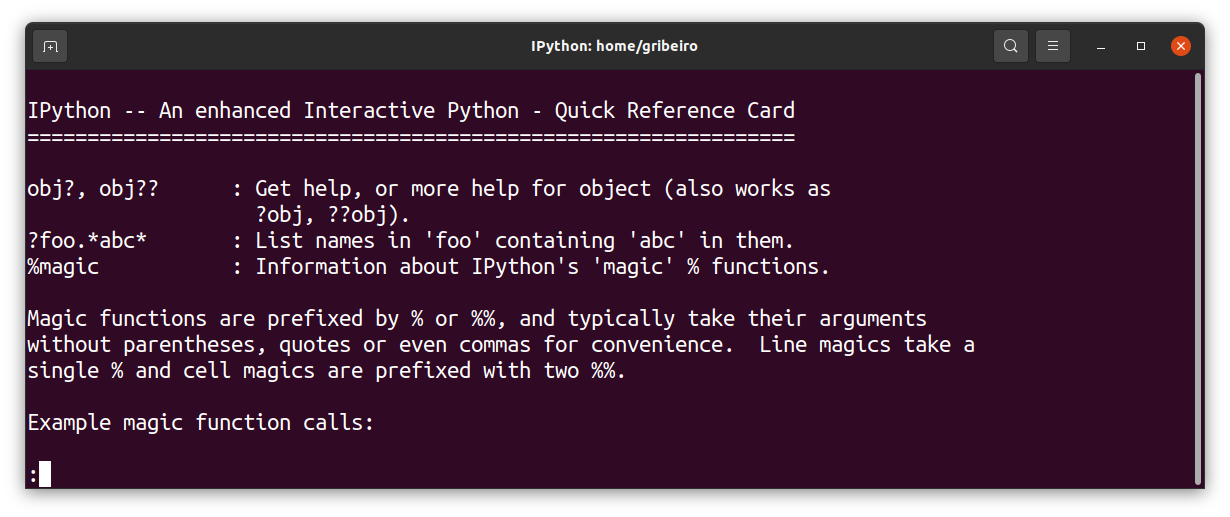 IPython: home/gribeiro
IPython -- An enhanced Interactive Python - Quick Reference Card
================================================================
obj?, obj??      : Get help, or more help for object (also works as
                   ?obj, ??obj).
?foo.*abc*       : List names in 'foo' containing 'abc' in them.
%magic           : Information about IPython's 'magic' % functions.
Magic functions are prefixed by % or %%, and typically take their arguments
without parentheses, quotes or even commas for convenience.  Line magics take a
single % and cell magics are prefixed with two %%.
Example magic function calls:
: